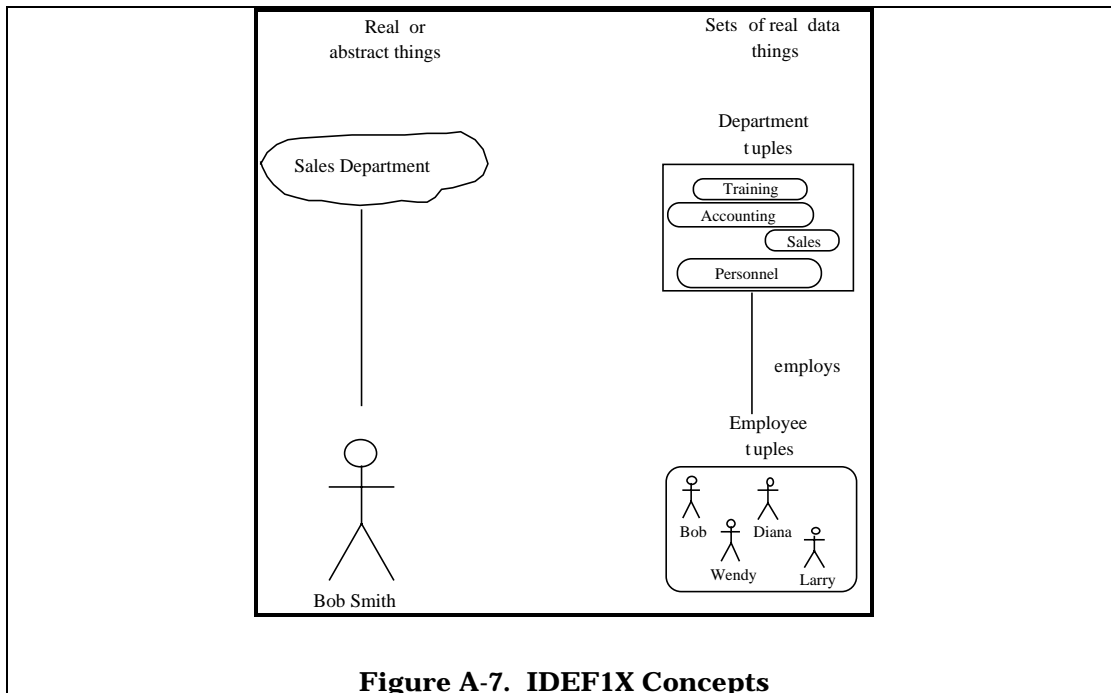 Real or
abstract things
Sets of real data
things
Sales Department
Bob Smith
Department
tuples
Training
Accounting
Sales
Personnel
employs
Employee
tuples
Bob
Diana
Wendy
Larry
Figure A-7. IDEF1X Concepts